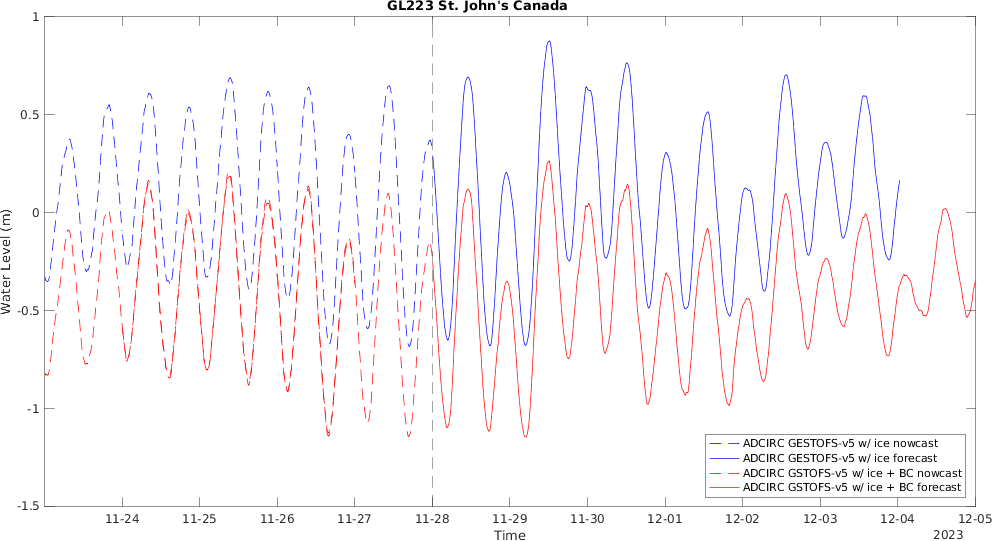 GL223 St. John's Canada
1
0.5
0
-0.5
-1
-1.5
Water Level (m)
ADCIRC GESTOFS-v5 w/ ice nowcast
ADCIRC GESTOFS-v5 w/ ice forecast
ADCIRC GSTOFS-v5 w/ ice + BC nowcast
ADCIRC GSTOFS-v5 w/ ice + BC forecast
11-24 11-25 11-26 11-27 11-28 11-29 11-30 12-01 12-02 12-03 12-04 12-05
Time
2023